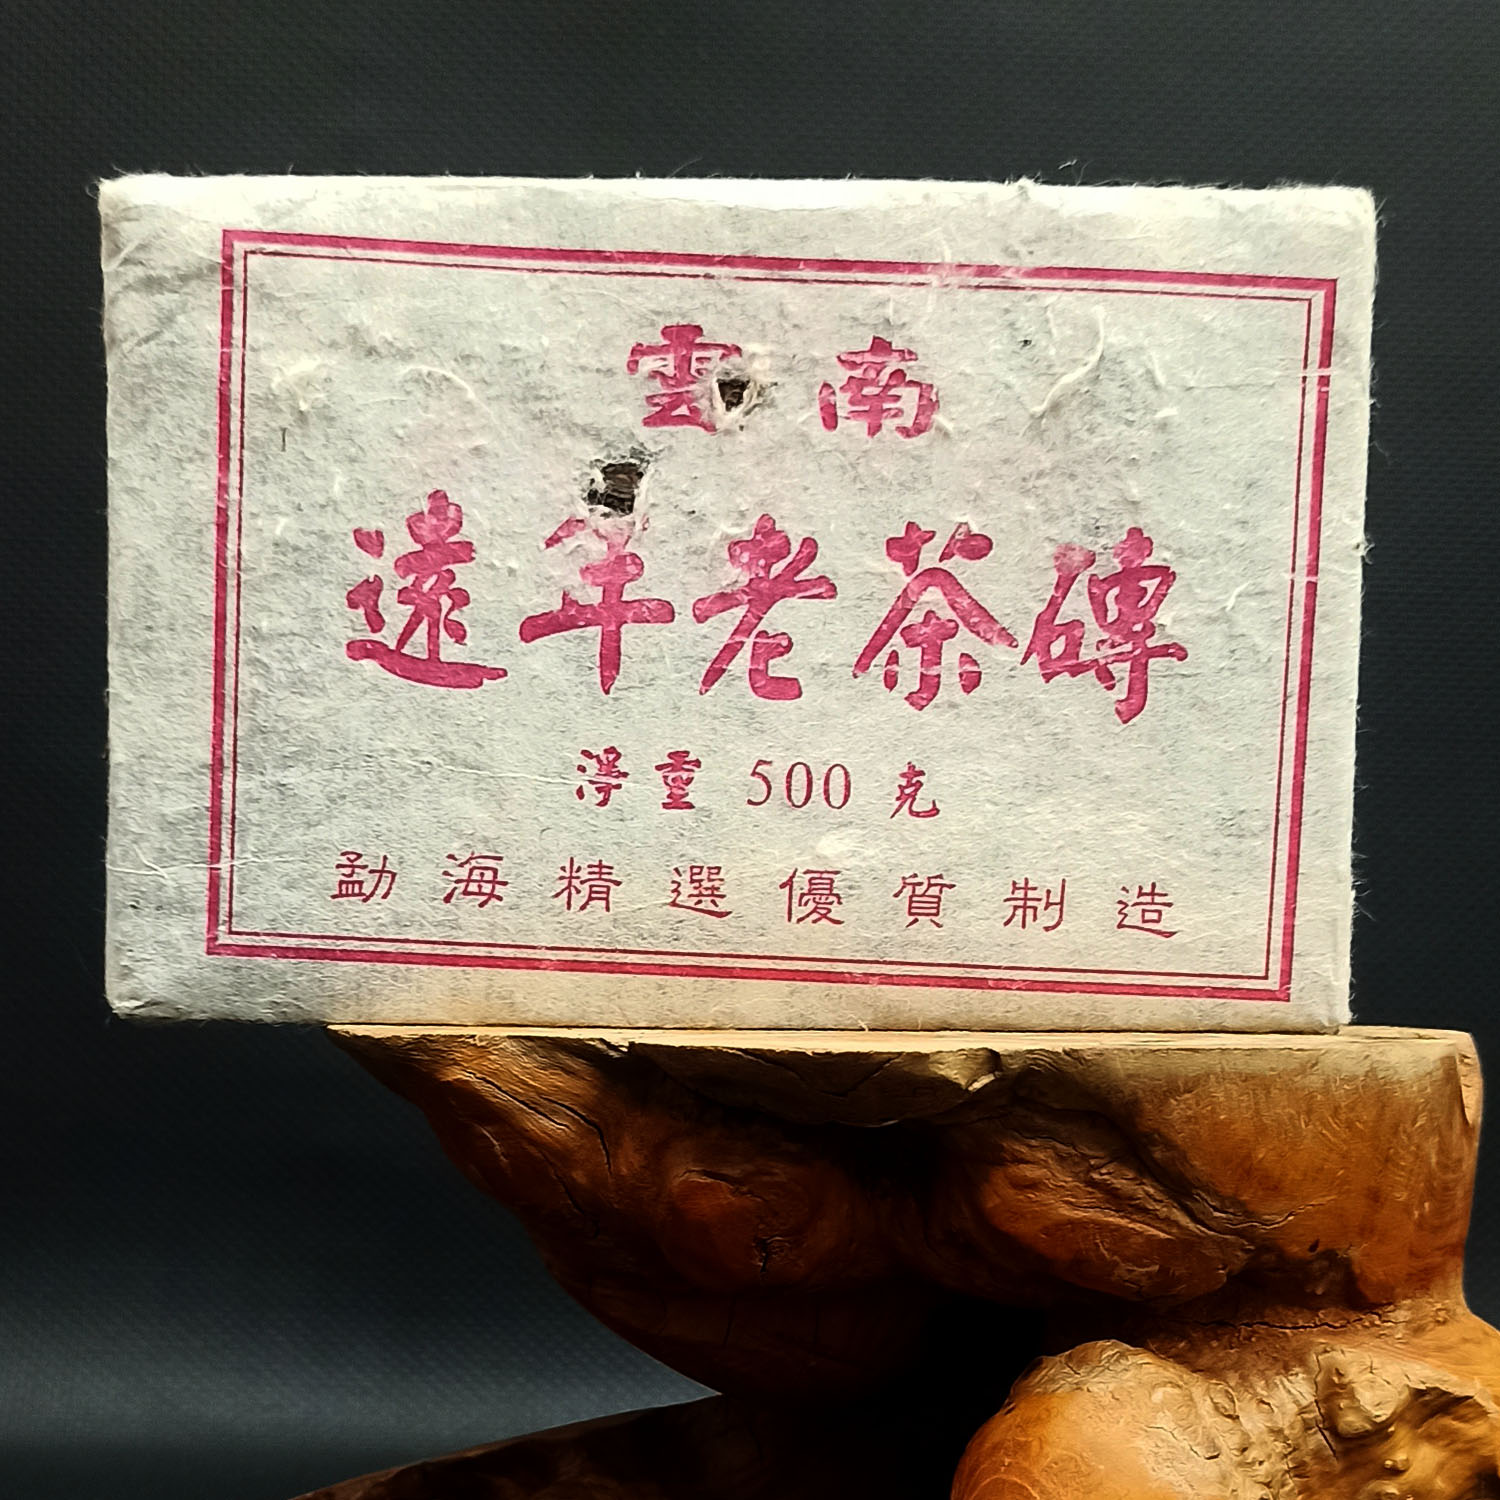 雲南
遠年老茶磚
淨重 500 克
勐海精選優質制造